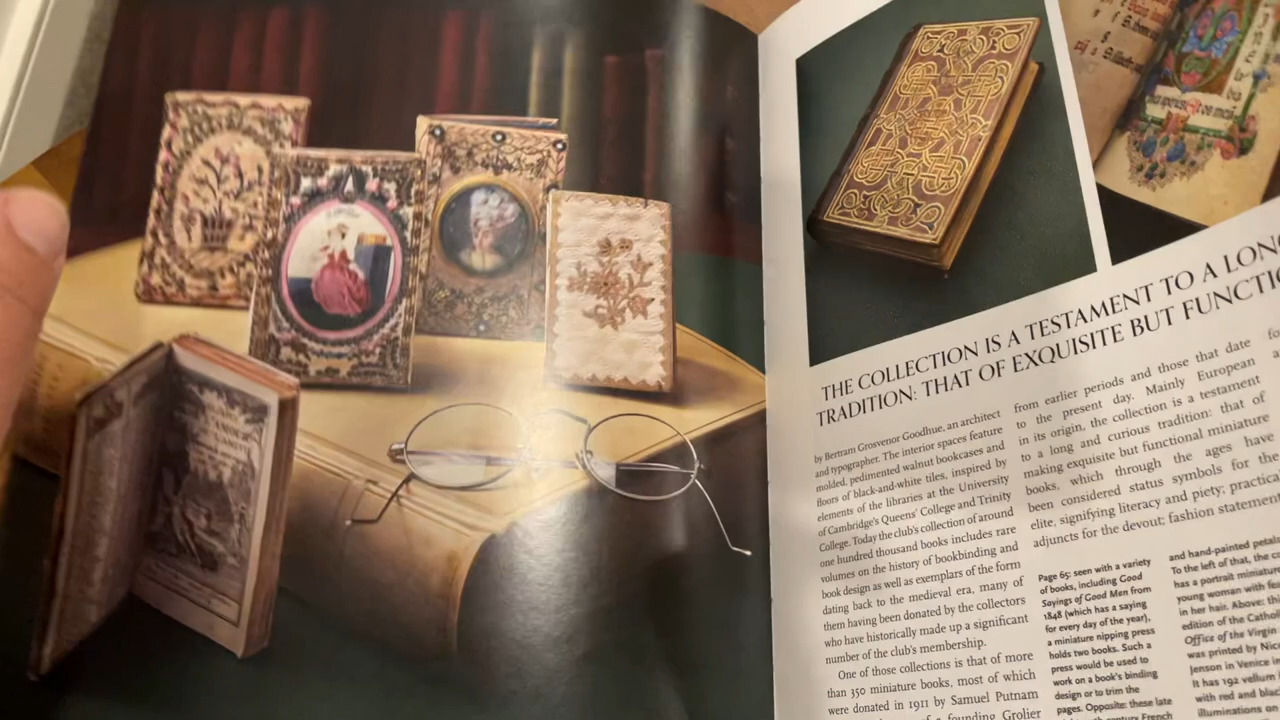 THE COLLECTION IS A TESTAMENT TO A LONG
TRADITION: THAT OF EXQUISITE BUT FUNCTI
by Bertram Grosvenor Goodhue, an architect
and typographer. The interior spaces feature
molded, pedimented walnut bookcases and
floors of black-and-white tiles, inspired by
elements of the libraries at the University
of Cambridge's Queens' College and Trinity
College. Today the club's collection of around
one hundred thousand books includes rare
volumes on the history of bookbinding and
book design as well as exemplars of the form
dating back to the medieval era, many of
them having been donated by the collectors
who have historically made up a significant
number of the club's membership.
One of those collections is that of more
than 350 miniature books, most of which
were donated in 1911 by Samuel Putnam
founding Grolier
from earlier periods and those that date
to the present day. Mainly European
in its origin, the collection is a testament
to a long and curious tradition: that of
making exquisite but functional miniature
books, which through the ages have
been considered status symbols for the
elite, signifying literacy and piety; practica
adjuncts for the devout; fashion statemen
Page 65: seen with a variety
of books, including Good
Sayings of Good Men from
1848 (which has a saying
for every day of the year),
a miniature nipping press
holds two books. Such a
press would be used to
work on a book's binding
design or to trim the
pages. Opposite: these late
century French
and hand-painted petals
To the left of that, the c
has a portrait miniature
young woman with fe
in her hair. Above: th
edition of the Catho
Office of the Virgin
was printed by Nic
Jenson in Venice i
It has 192 vellum
with red and blac
illuminations on